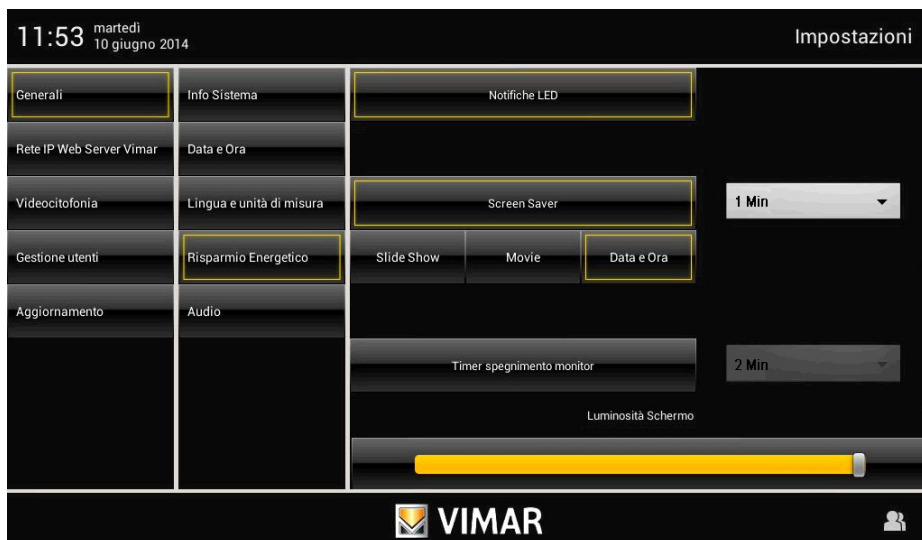 11:53 martedì
10 giugno 2014
Impostazioni
Generali
Rete IP Web Server Vimar
Videocitofonia
Gestione utenti
Aggiornamento
Info Sistema
Data e Ora
Lingua e unità di misura
Risparmio Energetico
Audio
Notifiche LED
Screen Saver
1 Min
Slide Show
Movie
Data e Ora
Timer spegnimento monitor
2 Min
Luminosità Schermo
VIMAR